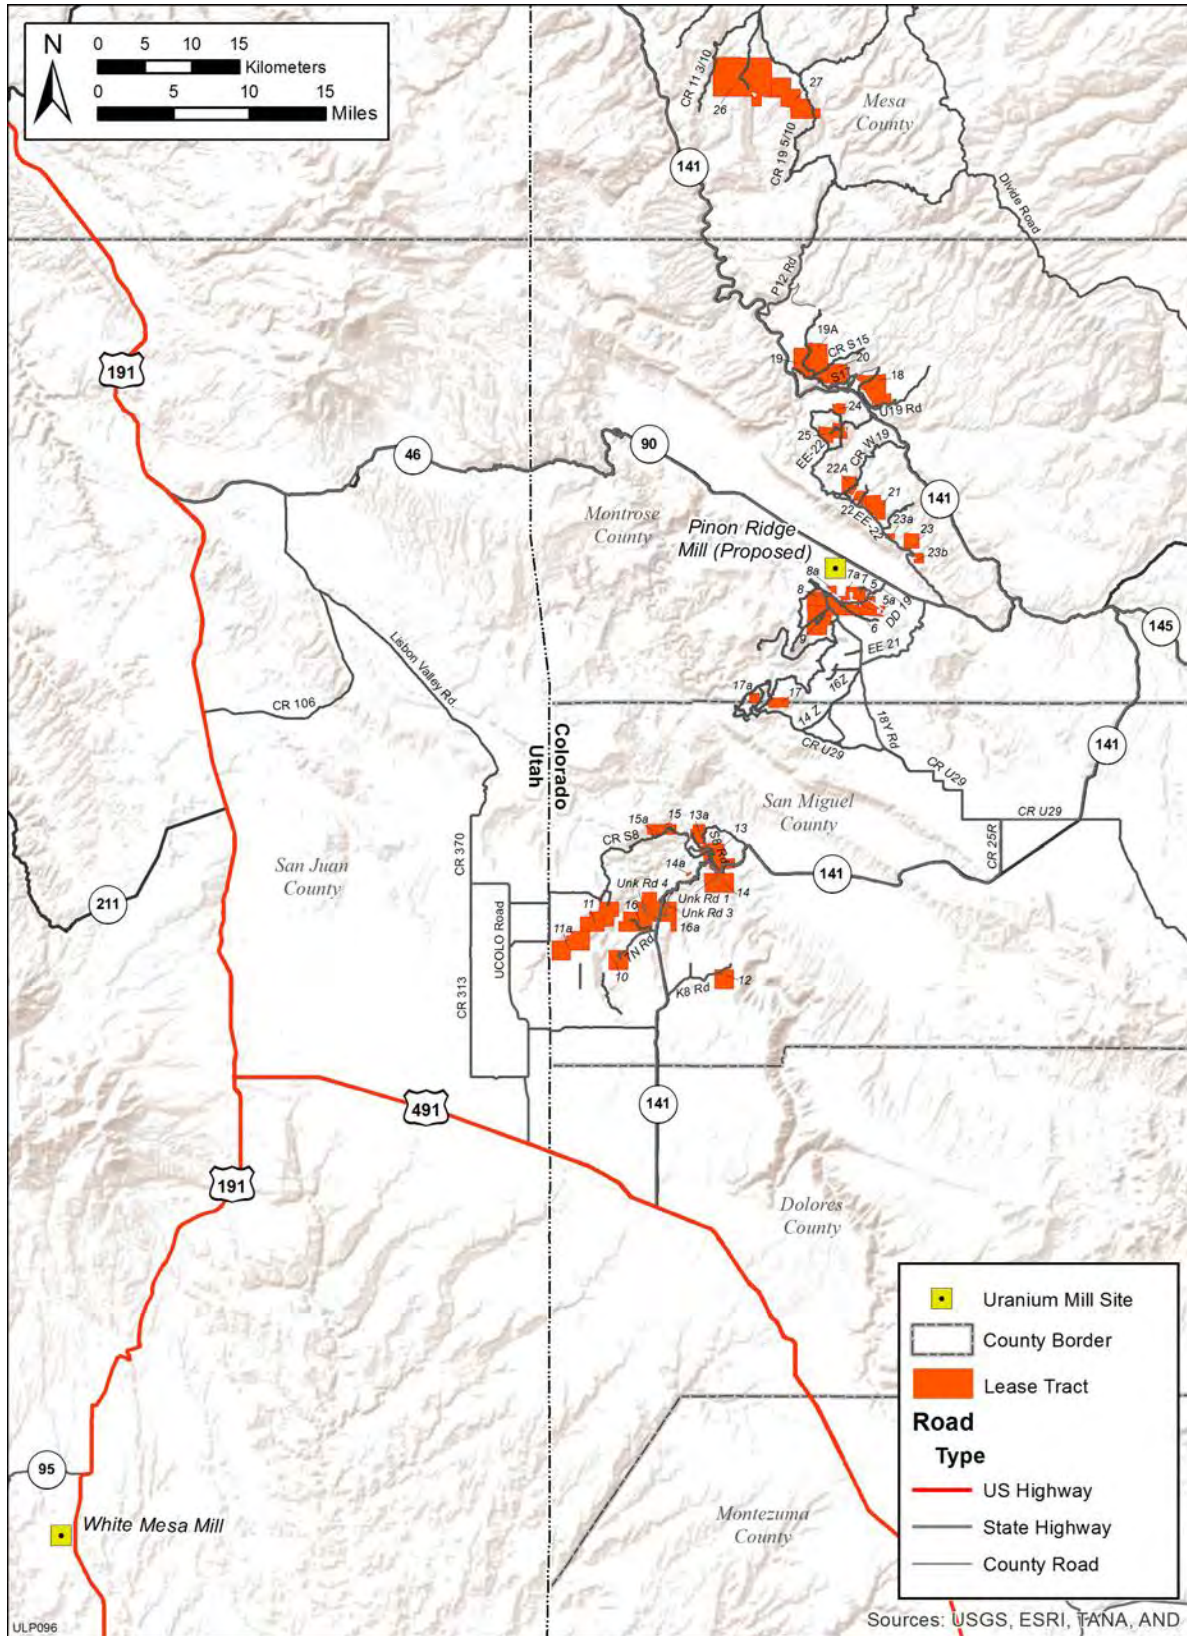 N
0 5 10 15
Kilometers
0 5 10 15
Miles
CR 11 3/10
27
26
Mesa
County
CR 19 5/10
141
Divide Road
P12 Rd
19A
CR S15
19
20
S17
18
191
U19 Rd
24
90
25
46
EE-22
CR W 19
22A
21
141
22
23a
EE-22
23
Montrose
County
23b
Pinon Ridge
Mill (Proposed)
8a
7a
7
5
8
5a
DD 19
6
145
9
EE 21
Lisbon Valley Rd.
17a
17
16Z
CR 106
14 Z
18Y Rd
CR U29
141
Colorado
Utah
CR U29
San Miguel
County
CR U29
15a
15
13a
13
CR S8
S8 Rd
CR 25R
San Juan
County
CR 370
14a
141
Unk Rd 4
14
211
Unk Rd 1
UCOLO Road
11
16
Unk Rd 3
11a
16a
7N Rd
10
12
CR 313
K8 Rd
491
141
191
Dolores
County
Uranium Mill Site
County Border
Lease Tract
Road
Type
US Highway
State Highway
County Road
95
White Mesa Mill
Montezuma
County
ULP096
Sources: USGS, ESRI, TANA, AND